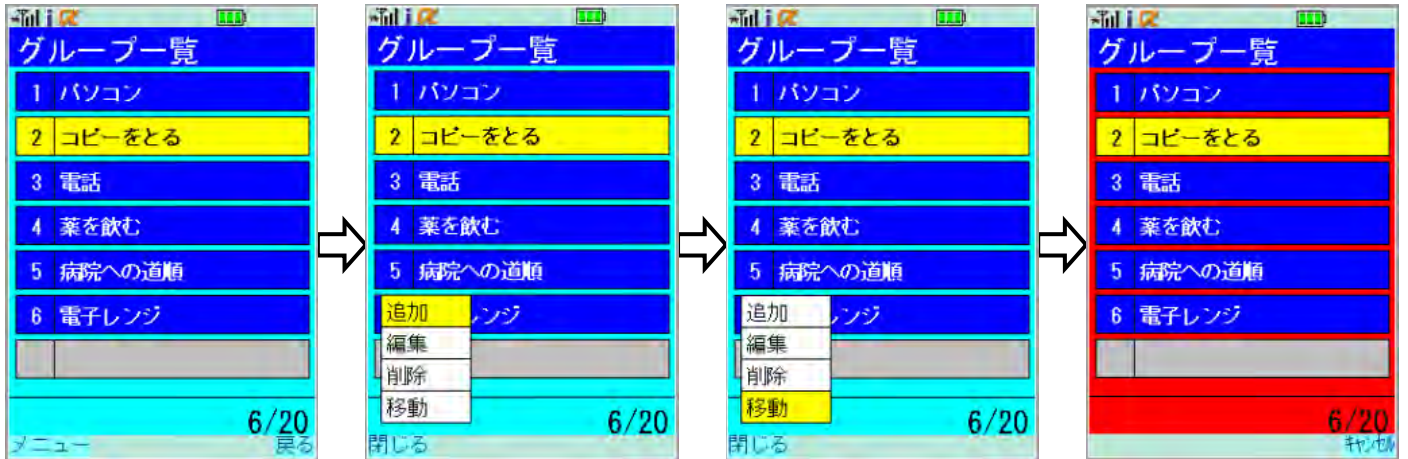 グループ一覧
1 パソコン
2 コピーをとる
3 電話
4 薬を飲む
5 病院への道順
6 電子レンジ
6/20
メニュー 戻る
グループ一覧
1 パソコン
2 コピーをとる
3 電話
4 薬を飲む
5 病院への道順
追加 レンジ
編集
削除
移動
6/20
閉じる
グループ一覧
1 パソコン
2 コピーをとる
3 電話
4 薬を飲む
5 病院への道順
追加 レンジ
編集
削除
移動
6/20
閉じる
グループ一覧
1 パソコン
2 コピーをとる
3 電話
4 薬を飲む
5 病院への道順
6 電子レンジ
6/20
キャンセル